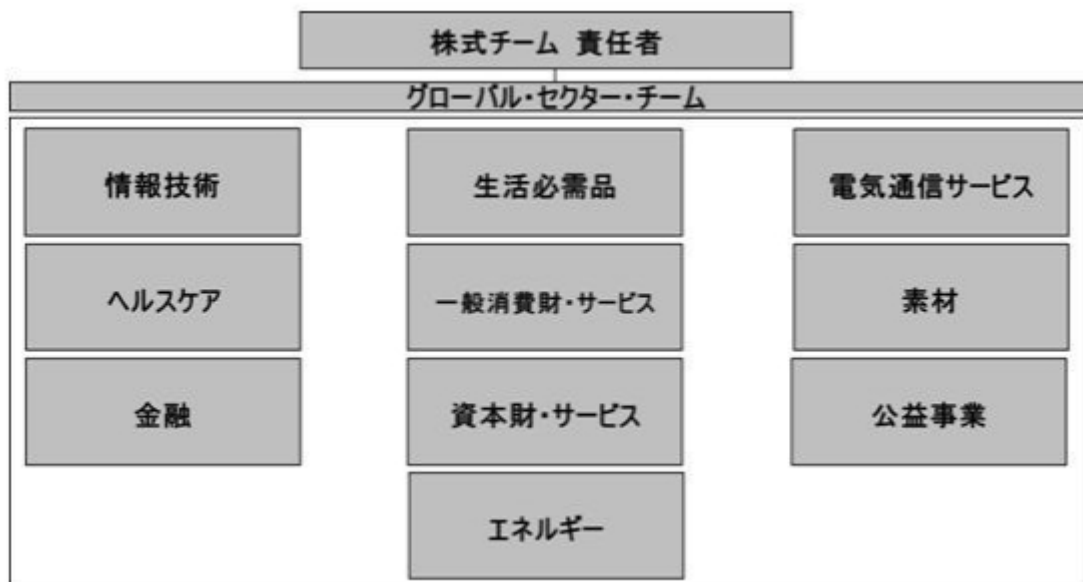 株式チーム 責任者
グローバル・セクター・チーム
情報技術
生活必需品
電気通信サービス
ヘルスケア
一般消費財・サービス
素材
金融
資本財・サービス
公益事業
エネルギー